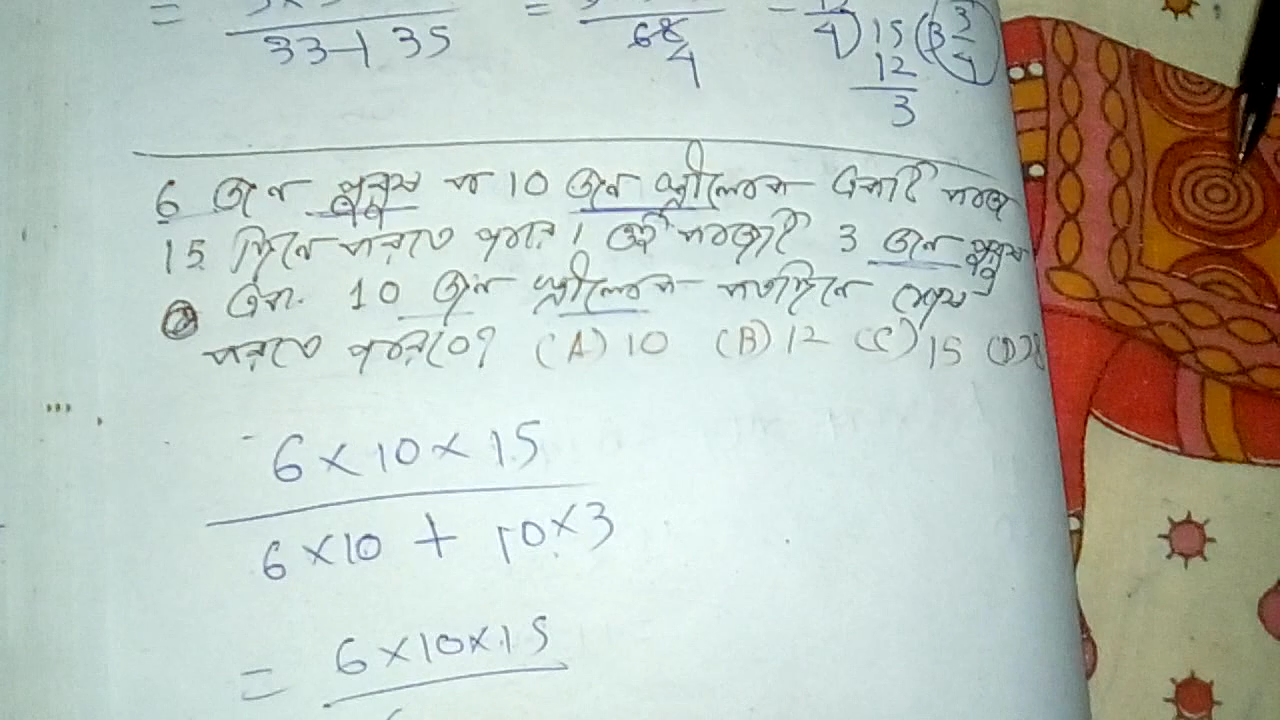 = 33+35 = 68 4 4) 15 (3 3/4
12
3
6 জন পুরুষ বা 10 জন স্ত্রীলোক একটি কাজ
15 দিনে করতে পারে। ঐ কাজটি 3 জন পুরুষ
এবং 10 জন স্ত্রীলোক কতদিনে শেষ
করতে পারবে? (A) 10 (B) 12 (C) 15 (D)
6 × 10 × 15
6 × 10 + 10 × 3
= 6 × 10 × 15